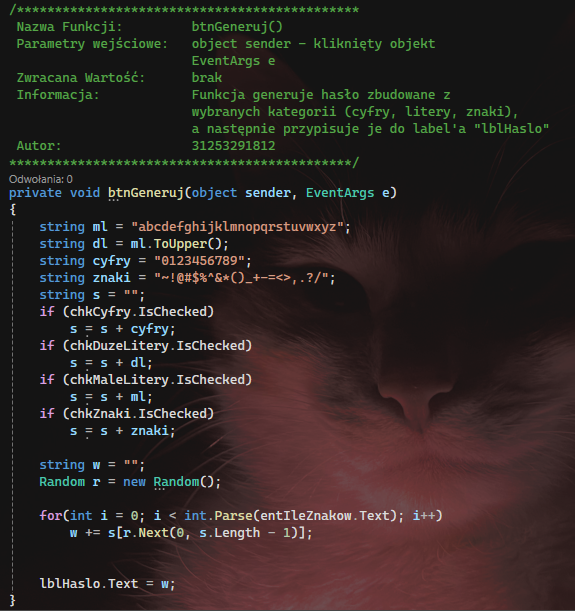 /*********************************************
Nazwa Funkcji: btnGeneruj()
Parametry wejściowe: object sender - kliknięty objekt
EventArgs e
Zwracana Wartość: brak
Informacja: Funkcja generuje hasło zbudowane z
wybranych kategorii (cyfry, litery, znaki),
a następnie przypisuje je do label'a "lblHaslo"
Autor: 31253291812
*********************************************/
Odwołania: 0
private void btnGeneruj(object sender, EventArgs e)
{
string ml = "abcdefghijklmnopqrstuvwxyz";
string dl = ml.ToUpper();
string cyfry = "0123456789";
string znaki = "~!@#$%^&*()_+-=<>,.?/";
string s = "";
if (chkCyfry.IsChecked)
s = s + cyfry;
if (chkDuzeLitery.IsChecked)
s = s + dl;
if (chkMaleLitery.IsChecked)
s = s + ml;
if (chkZnaki.IsChecked)
s = s + znaki;
string w = "";
Random r = new Random();
for(int i = 0; i < int.Parse(entIleZnakow.Text); i++)
w += s[r.Next(0, s.Length - 1)];
lblHaslo.Text = w;
}